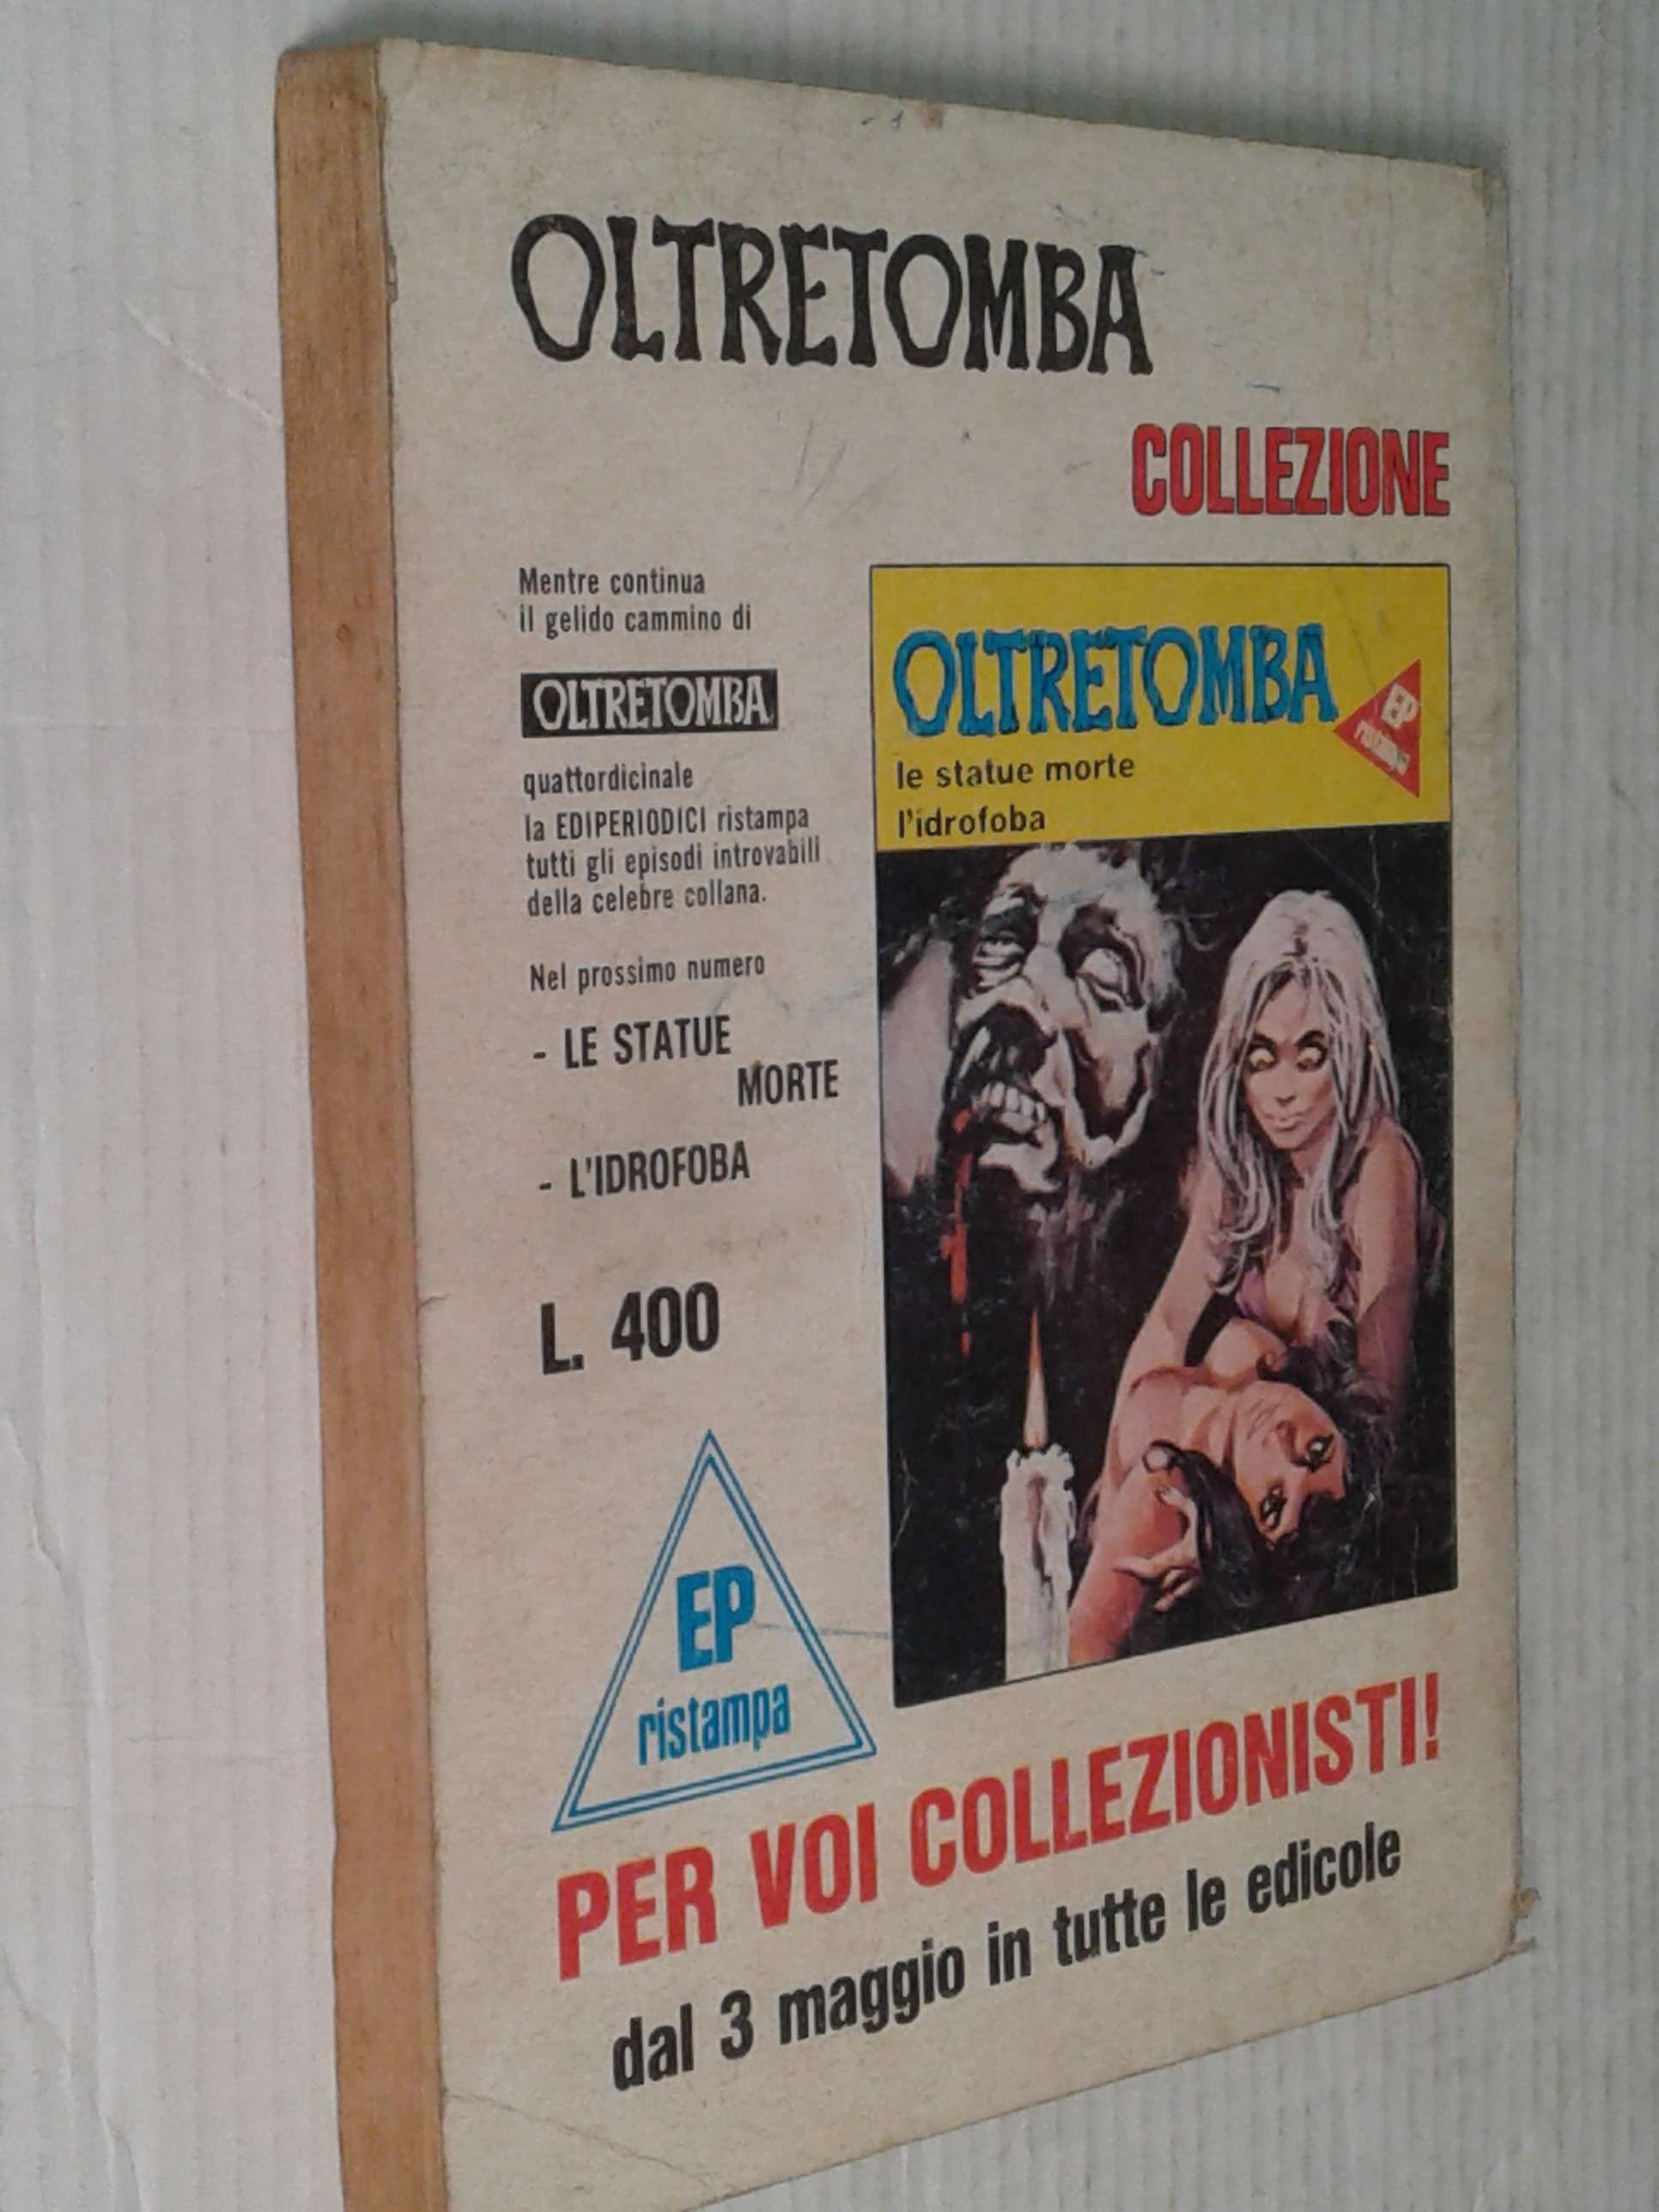 OLTRETOMBA
COLLEZIONE
Mentre continua
il gelido cammino di
OLTRETOMBA
quattordicinale
la EDIPERIODICI ristampa
tutti gli episodi introvabili
della celebre collana.
Nel prossimo numero
- LE STATUE
MORTE
- L'IDROFOBA
L. 400
OLTRETOMBA
EP
ristampa
le statue morte
l'idrofoba
EP
ristampa
PER VOI COLLEZIONISTI!
dal 3 maggio in tutte le edicole